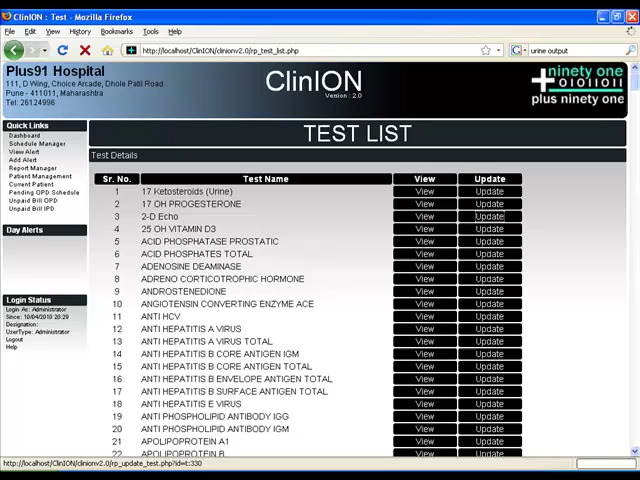 ClinION : Test - Mozilla Firefox
File Edit View History Bookmarks Tools Help
http://localhost/ClinION/clinionv2.0/rp_test_list.php
urine output
Plus91 Hospital
111, D Wing, Choice Arcade, Dhole Patil Road
Pune - 411011, Maharashtra
Tel: 26124996
ClinION
Version : 2.0
ninety one
01011011
plus ninety one
Quick Links
Dashboard
Schedule Manager
View Alert
Add Alert
Report Manager
Patient Management
Current Patient
Pending OPD Schedule
Unpaid Bill OPD
Unpaid Bill IPD
Day Alerts
Login Status
Login As: Administrator
Since: 10/04/2010 20:29
Designation:
UserType: Administrator
Logout
Help
TEST LIST
Test Details
Sr. No. Test Name View Update
1 17 Ketosteroids (Urine) View Update
2 17 OH PROGESTERONE View Update
3 2-D Echo View Update
4 25 OH VITAMIN D3 View Update
5 ACID PHOSPHATASE PROSTATIC View Update
6 ACID PHOSPHATES TOTAL View Update
7 ADENOSINE DEAMINASE View Update
8 ADRENO CORTICOTROPHIC HORMONE View Update
9 ANDROSTENEDIONE View Update
10 ANGIOTENSIN CONVERTING ENZYME ACE View Update
11 ANTI HCV View Update
12 ANTI HEPATITIS A VIRUS View Update
13 ANTI HEPATITIS A VIRUS TOTAL View Update
14 ANTI HEPATITIS B CORE ANTIGEN IGM View Update
15 ANTI HEPATITIS B CORE ANTIGEN TOTAL View Update
16 ANTI HEPATITIS B ENVELOPE ANTIGEN TOTAL View Update
17 ANTI HEPATITIS B SURFACE ANTIGEN TOTAL View Update
18 ANTI HEPATITIS E VIRUS View Update
19 ANTI PHOSPHOLIPID ANTIBODY IGG View Update
20 ANTI PHOSPHOLIPID ANTIBODY IGM View Update
21 APOLIPOPROTEIN A1 View Update
22 APOLIPOPROTEIN B View Update
http://localhost/ClinION/clinionv2.0/rp_update_test.php?id=t:330